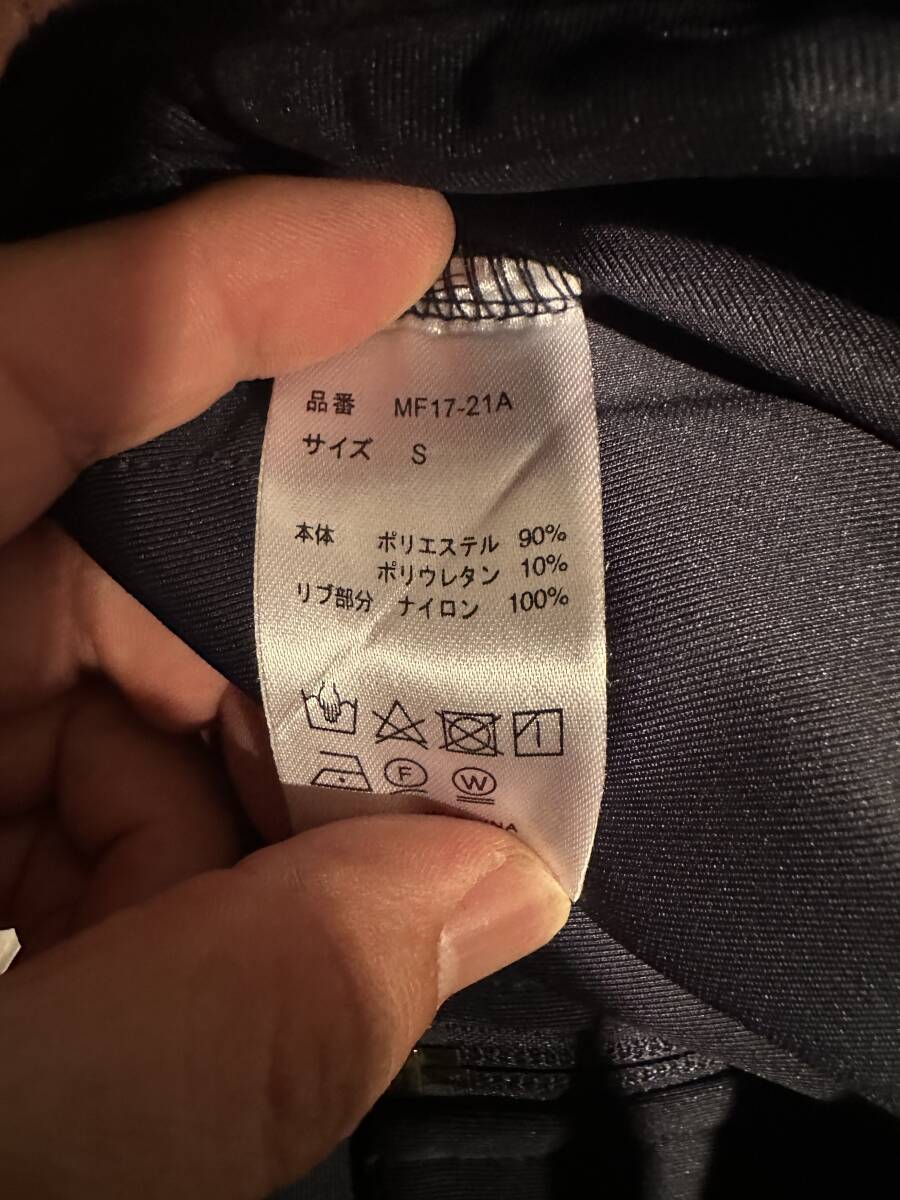 品番 MF17-21A
サイズ S
本体 ポリエステル 90%
ポリウレタン 10%
リブ部分 ナイロン 100%
F W